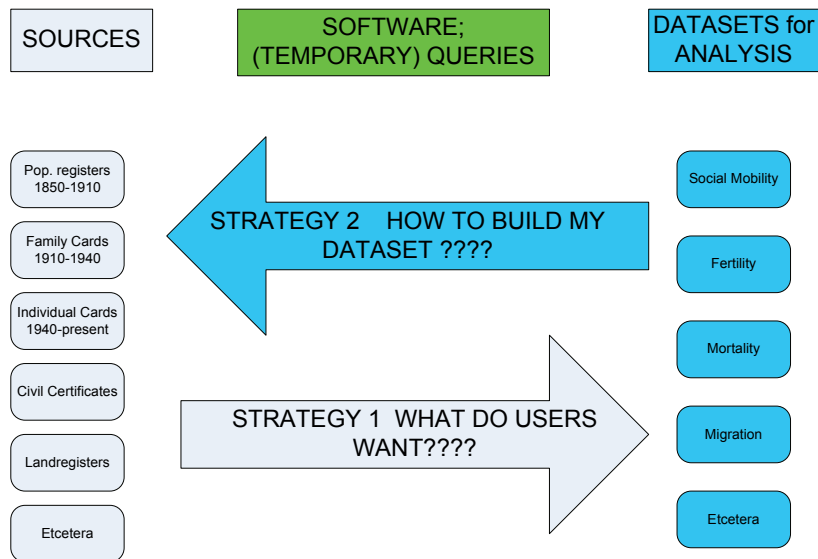 SOURCES
SOFTWARE;
(TEMPORARY) QUERIES
DATASETS for
ANALYSIS
Pop. registers
1850-1910
Family Cards
1910-1940
Individual Cards
1940-present
Civil Certificates
Landregisters
Etcetera
STRATEGY 2 HOW TO BUILD MY
DATASET ????
STRATEGY 1 WHAT DO USERS
WANT????
Social Mobility
Fertility
Mortality
Migration
Etcetera